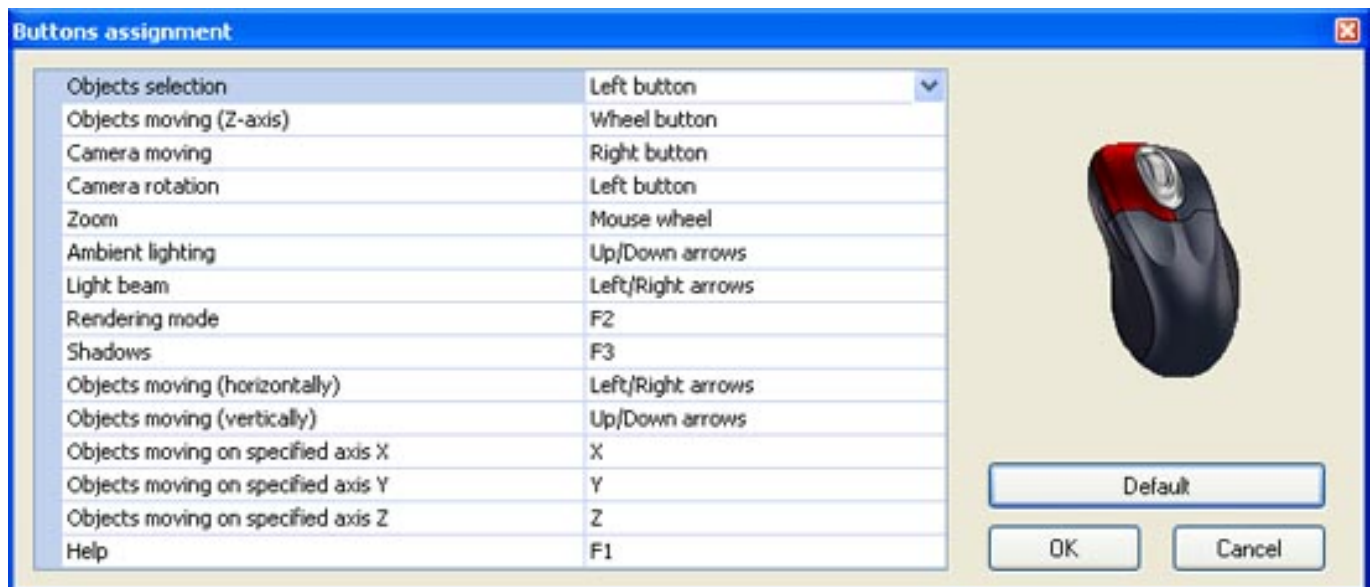 Buttons assignment
Objects selection Left button
Objects moving (Z-axis) Wheel button
Camera moving Right button
Camera rotation Left button
Zoom Mouse wheel
Ambient lighting Up/Down arrows
Light beam Left/Right arrows
Rendering mode F2
Shadows F3
Objects moving (horizontally) Left/Right arrows
Objects moving (vertically) Up/Down arrows
Objects moving on specified axis X X
Objects moving on specified axis Y Y
Objects moving on specified axis Z Z
Help F1
Default
OK Cancel